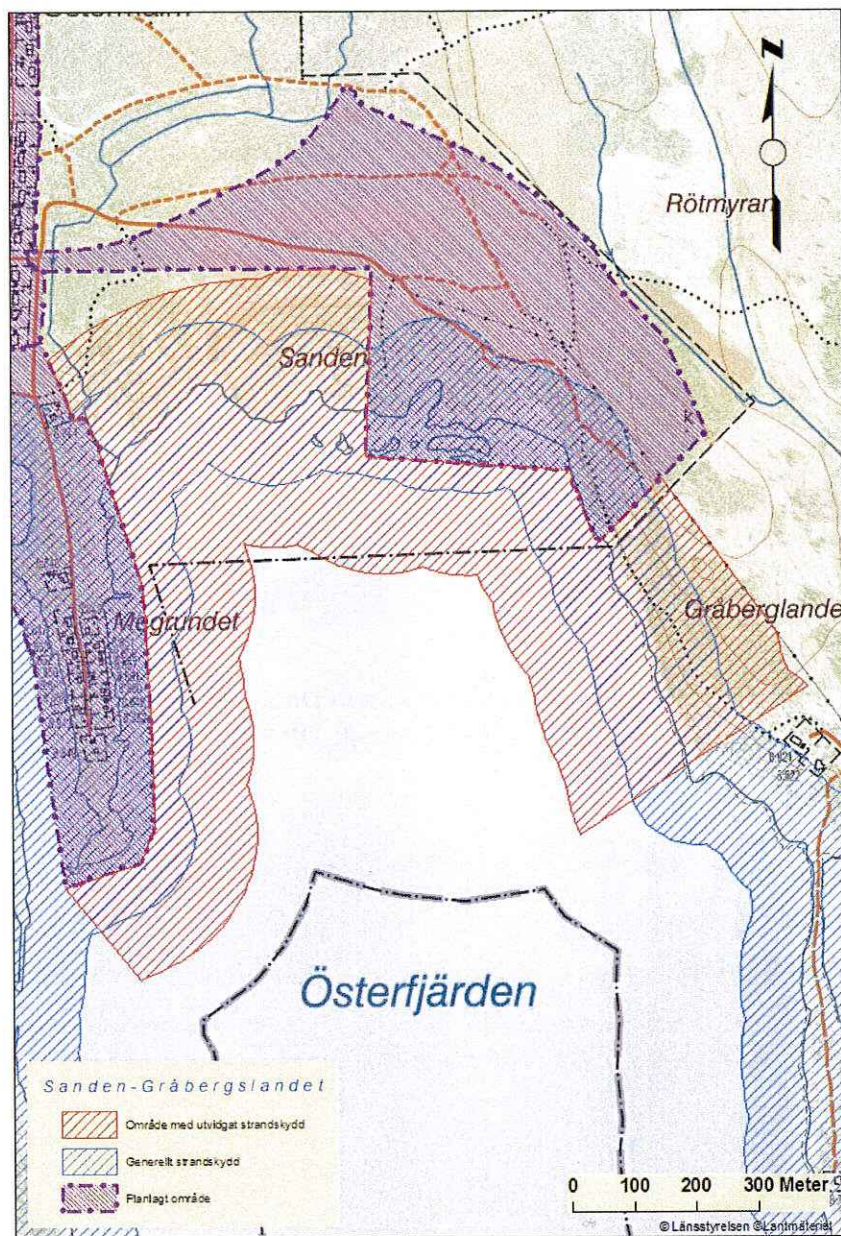 Rötmyran
Sanden
Gråberglande
Österfjärden
Sanden-Gråbergslandet
Område med utvidgat strandskydd
Generellt strandskydd
Planlagt område
0 100 200 300 Meter
© Länsstyrelsen ©Lantmäteriet